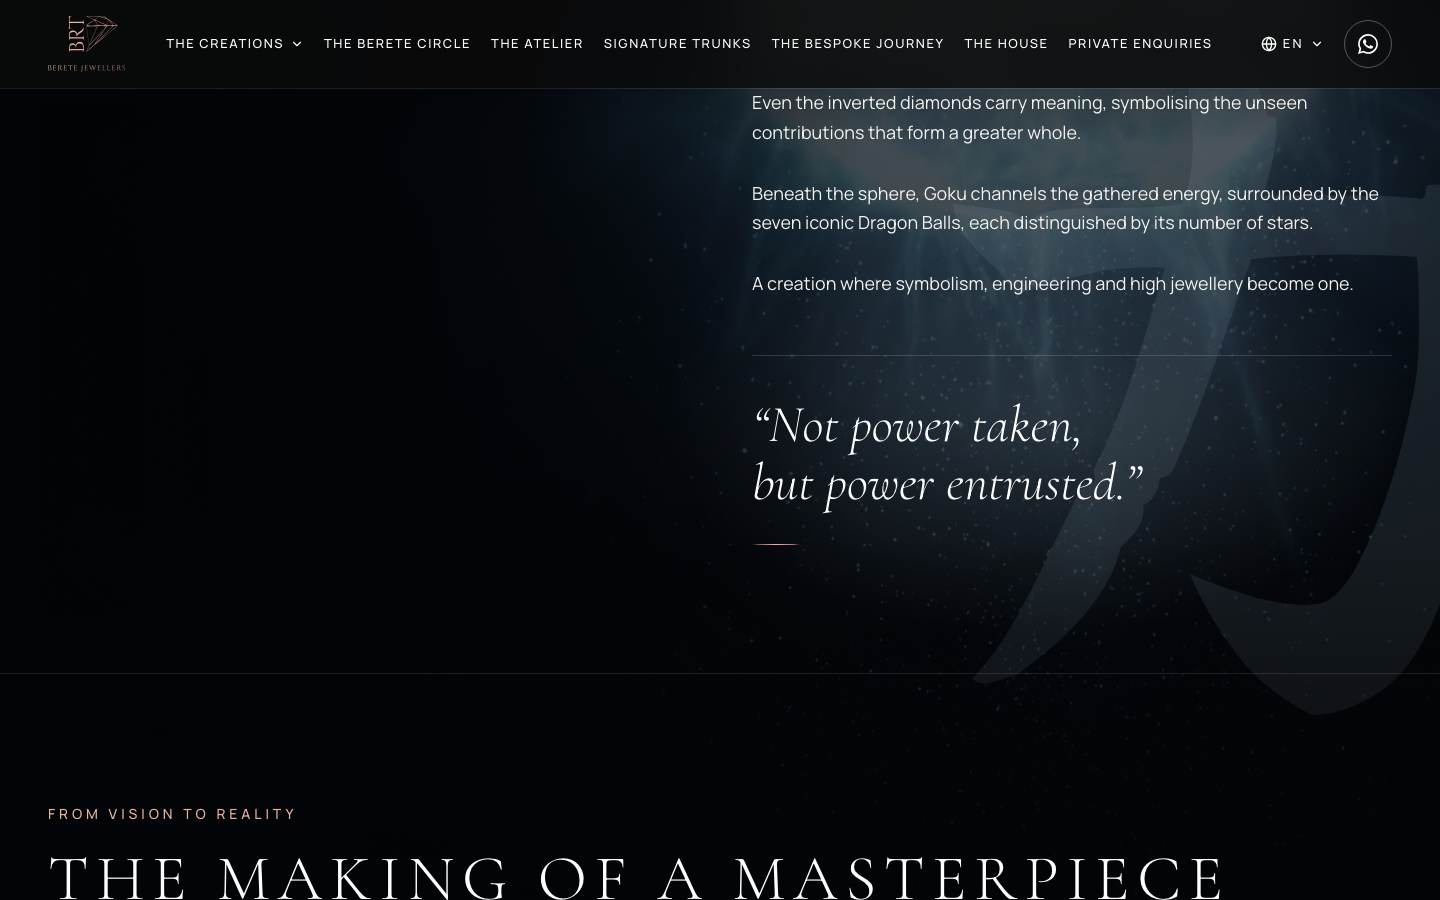 BRT
BERETE JEWELLERS
THE CREATIONS
THE BERETE CIRCLE
THE ATELIER
SIGNATURE TRUNKS
THE BESPOKE JOURNEY
THE HOUSE
PRIVATE ENQUIRIES
EN
Even the inverted diamonds carry meaning, symbolising the unseen
contributions that form a greater whole.
Beneath the sphere, Goku channels the gathered energy, surrounded by the
seven iconic Dragon Balls, each distinguished by its number of stars.
A creation where symbolism, engineering and high jewellery become one.
“Not power taken,
but power entrusted.”
FROM VISION TO REALITY
THE MAKING OF A MASTERPIECE